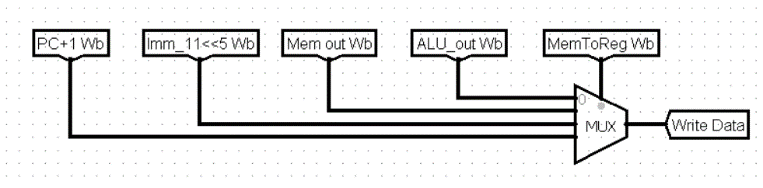 PC+1 Wb
Imm_11<<5 Wb
Mem out Wb
ALU_out Wb
MemToReg Wb
0
MUX
Write Data